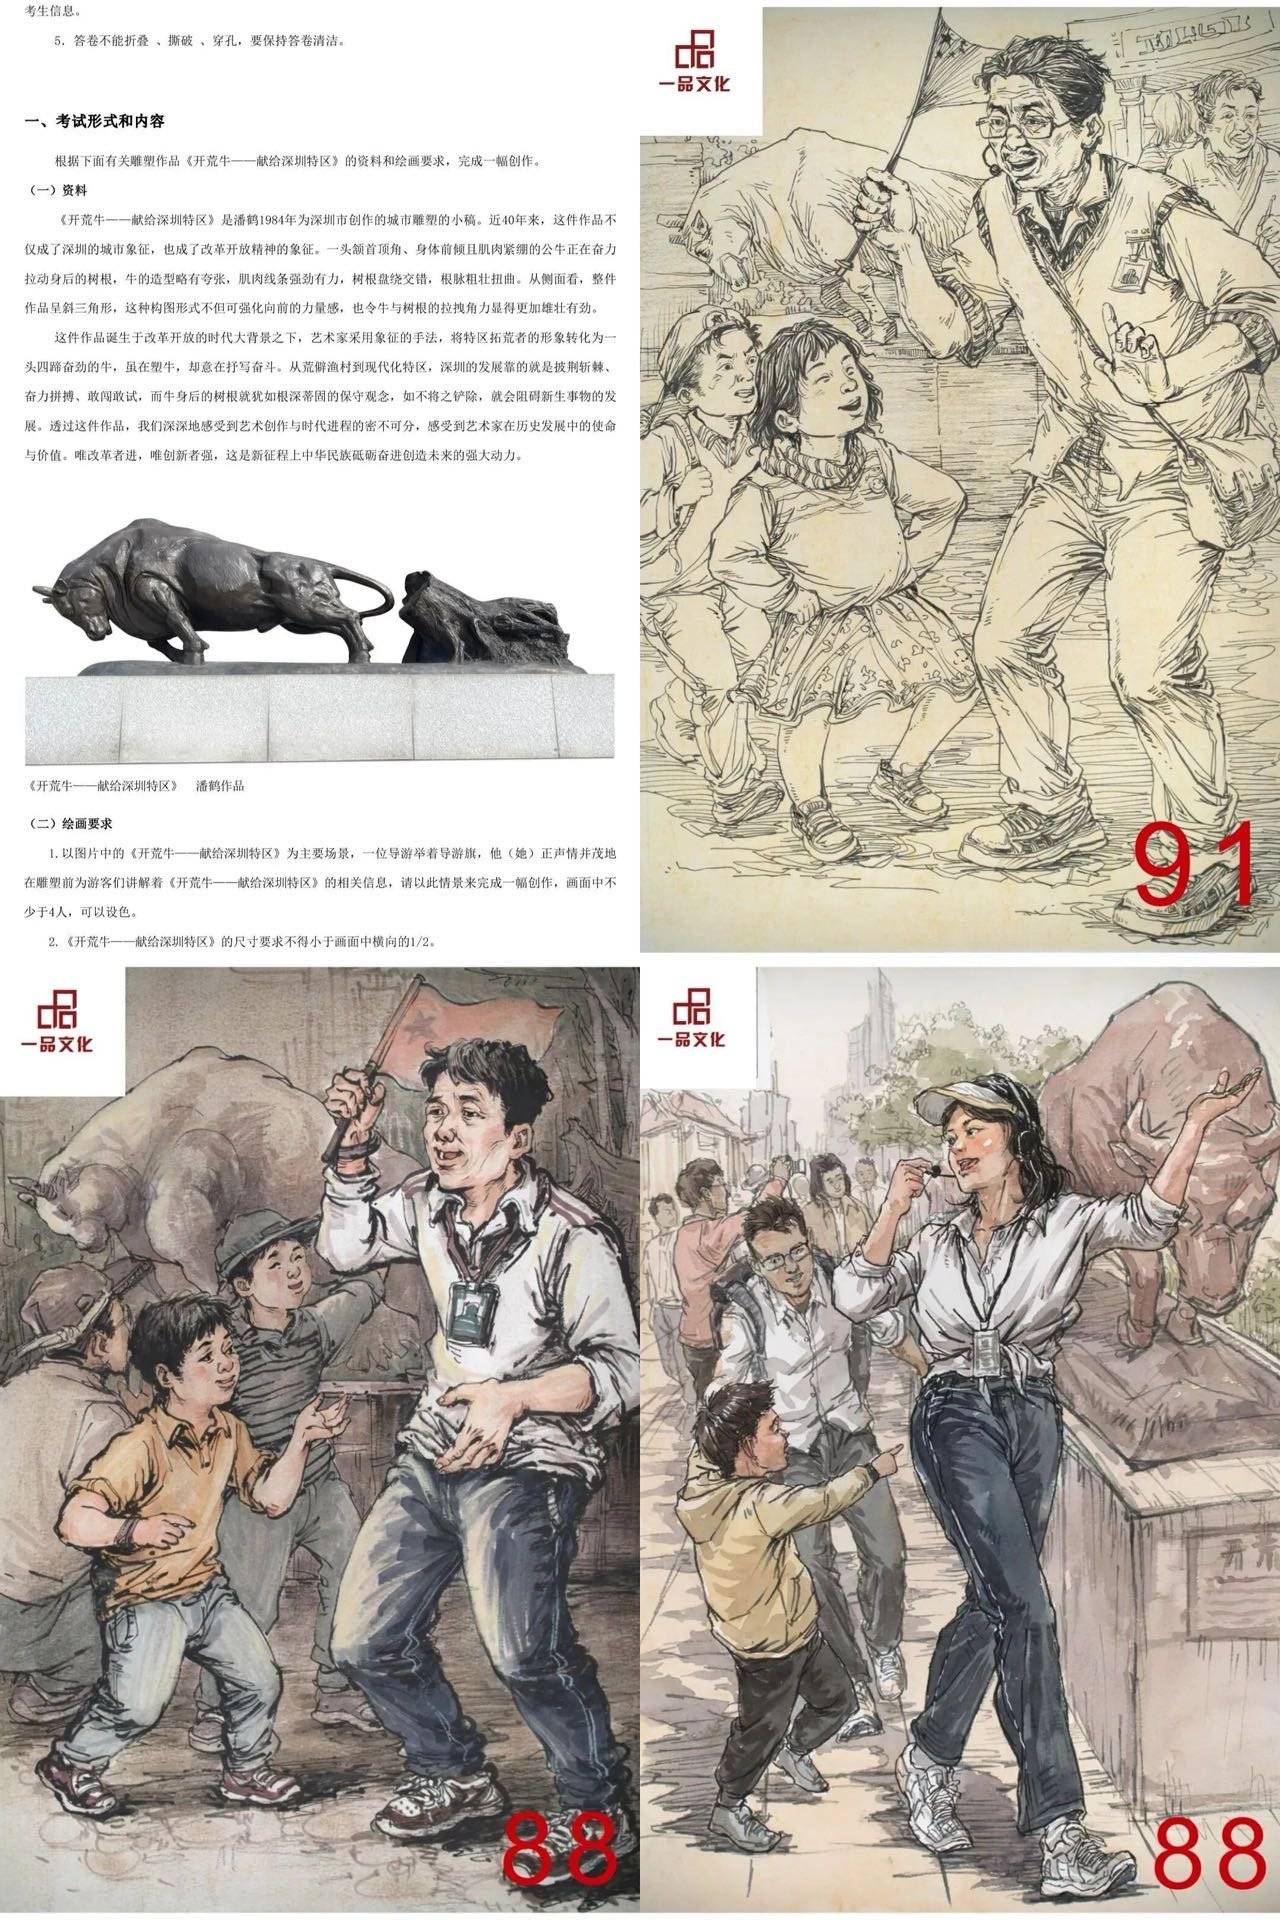 考生信息。
5．答卷不能折叠 、撕破 、穿孔，要保持答卷清洁。
一、考试形式和内容
根据下面有关雕塑作品《开荒牛——献给深圳特区》的资料和绘画要求，完成一幅创作。
（一）资料
《开荒牛——献给深圳特区》是潘鹤1984年为深圳市创作的城市雕塑的小稿。近40年来，这件作品不
仅成了深圳的城市象征，也成了改革开放精神的象征。一头颔首顶角、身体前倾且肌肉紧绷的公牛正在奋力
拉动身后的树根，牛的造型略有夸张，肌肉线条强劲有力，树根盘绕交错，根脉粗壮扭曲。从侧面看，整件
作品呈斜三角形，这种构图形式不但可强化向前的力量感，也令牛与树根的拉拽角力显得更加雄壮有劲。
这件作品诞生于改革开放的时代大背景之下，艺术家采用象征的手法，将特区拓荒者的形象转化为一
头四蹄奋劲的牛，虽在塑牛，却意在抒写奋斗。从荒僻渔村到现代化特区，深圳的发展靠的就是披荆斩棘、
奋力拼搏、敢闯敢试，而牛身后的树根就犹如根深蒂固的保守观念，如不将之铲除，就会阻碍新生事物的发
展。透过这件作品，我们深深地感受到艺术创作与时代进程的密不可分，感受到艺术家在历史发展中的使命
与价值。唯改革者进，唯创新者强，这是新征程上中华民族砥砺奋进创造未来的强大动力。
《开荒牛——献给深圳特区》 潘鹤作品
（二）绘画要求
1.以图片中的《开荒牛——献给深圳特区》为主要场景，一位导游举着导游旗，他（她）正声情并茂地
在雕塑前为游客们讲解着《开荒牛——献给深圳特区》的相关信息，请以此情景来完成一幅创作，画面中不
少于4人，可以设色。
2.《开荒牛——献给深圳特区》的尺寸要求不得小于画面中横向的1/2。
一品文化
91
一品文化
88
一品文化
开荒
88